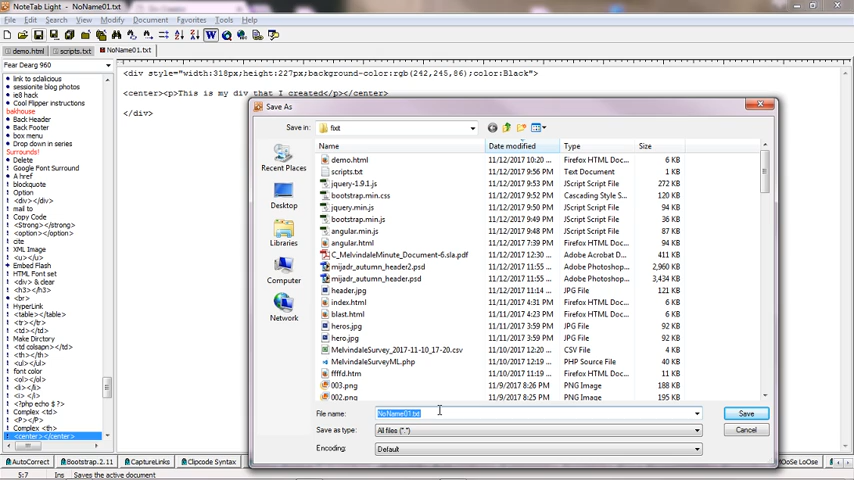 NoteTab Light - NoName01.txt
File Edit Search View Modify Document Favorites Tools Help
demo.html scripts.txt NoName01.txt
Fear Dearg 960
link to sclalicious
sessionite blog photos
ie8 hack
Cool Flipper instructions
bakhouse
Back Header
Back Footer
box menu
Drop down in series
Surrounds!
Delete
Google Font Surround
A href
blockquote
Option
<div></div>
mail to
Copy Code
<Strong></strong>
<option></option>
cite
XML Image
<u></u>
Embed Flash
HTML Font set
<div> & clear
<h3></h3>
<br>
HyperLink
<table></table>
<tr></tr>
Make Dirctory
<td colspan></td>
<ul></ul>
font color
<ol></ol>
<li></li>
<i></i>
<?php echo $ ?>
Complex <td>
<P></P>
Complex <th>
<center></center>
<div style="width:318px;height:227px;background-color:rgb(242,245,86);color:Black">
<center><p>This is my div that I created</p></center>
</div>
Save As
Save in: fixt
Recent Places
Desktop
Libraries
Computer
Network
Name Date modified Type Size
demo.html 11/12/2017 10:20 ... Firefox HTML Doc... 6 KB
scripts.txt 11/12/2017 9:56 PM Text Document 1 KB
jquery-1.9.1.js 11/12/2017 9:53 PM JScript Script File 272 KB
bootstrap.min.css 11/12/2017 9:50 PM Cascading Style S... 120 KB
jquery.min.js 11/12/2017 9:50 PM JScript Script File 94 KB
bootstrap.min.js 11/12/2017 9:49 PM JScript Script File 36 KB
angular.min.js 11/12/2017 9:48 PM JScript Script File 87 KB
angular.html 11/12/2017 7:39 PM Firefox HTML Doc... 94 KB
C_MelvindaleMinute_Document-6.sla.pdf 11/12/2017 12:30 ... Adobe Acrobat D... 411 KB
mijadr_autumn_header2.psd 11/11/2017 11:55 ... Adobe Photoshop... 2,960 KB
mijadr_autumn_header.psd 11/11/2017 11:55 ... Adobe Photoshop... 3,434 KB
header.jpg 11/11/2017 11:14 ... JPG File 121 KB
index.html 11/11/2017 4:31 PM Firefox HTML Doc... 6 KB
blast.html 11/11/2017 4:23 PM Firefox HTML Doc... 6 KB
heros.jpg 11/11/2017 3:59 PM JPG File 92 KB
hero.jpg 11/11/2017 3:59 PM JPG File 92 KB
MelvindaleSurvey_2017-11-10_17-20.csv 11/10/2017 12:20 ... CSV File 4 KB
MelvindaleSurveyML.php 11/10/2017 12:19 ... PHP Source File 40 KB
ffffd.htm 11/10/2017 12:19 ... Firefox HTML Doc... 11 KB
003.png 11/9/2017 8:26 PM PNG Image 188 KB
002.png 11/9/2017 8:25 PM PNG Image 195 KB
File name: NoName01.txt Save
Save as type: All files (*.*) Cancel
Encoding: Default
AutoCorrect Bootstrap.2.11 CaptureLinks Clipcode Syntax MOoSe LoOse
5:7 Ins Saves the active document